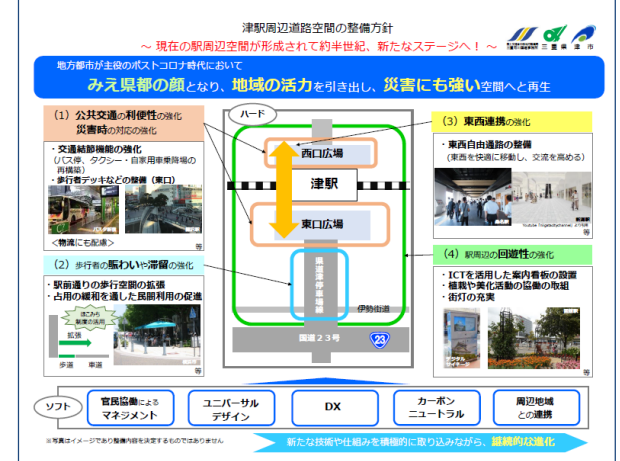 津駅周辺道路空間の整備方針
～ 現在の駅周辺空間が形成されて約半世紀、新たなステージへ！ ～
三重県 津市
地方都市が主役のポストコロナ時代において
みえ県都の顔となり、地域の活力を引き出し、災害にも強い空間へと再生
(1) 公共交通の利便性の強化
災害時の対応の強化
・交通結節機能の強化
(バス停、タクシー・自家用車乗降場の
再構築)
・歩行者デッキなどの整備（東口）
＜物流にも配慮＞
等
(2) 歩行者の賑わいや滞留の強化
・駅前通りの歩行空間の拡張
・占用の緩和を通した民間利用の促進
ほこみち
制度の活用
拡張
歩道 車道
等
ハード
西口広場
津駅
東口広場
県道津停車場線
伊勢街道
国道２３号
23
(3) 東西連携の強化
・東西自由通路の整備
(東西を快適に移動し、交流を高める)
等
(4) 駅周辺の回遊性の強化
・ICTを活用した案内看板の設置
・植栽や美化活動の協働の取組
・街灯の充実
デジタル
サイネージ
等
ソフト
官民協働による
マネジメント
ユニバーサル
デザイン
DX
カーボン
ニュートラル
周辺地域
との連携
※写真はイメージであり整備内容を決定するものではありません
新たな技術や仕組みを積極的に取り込みながら、継続的な進化